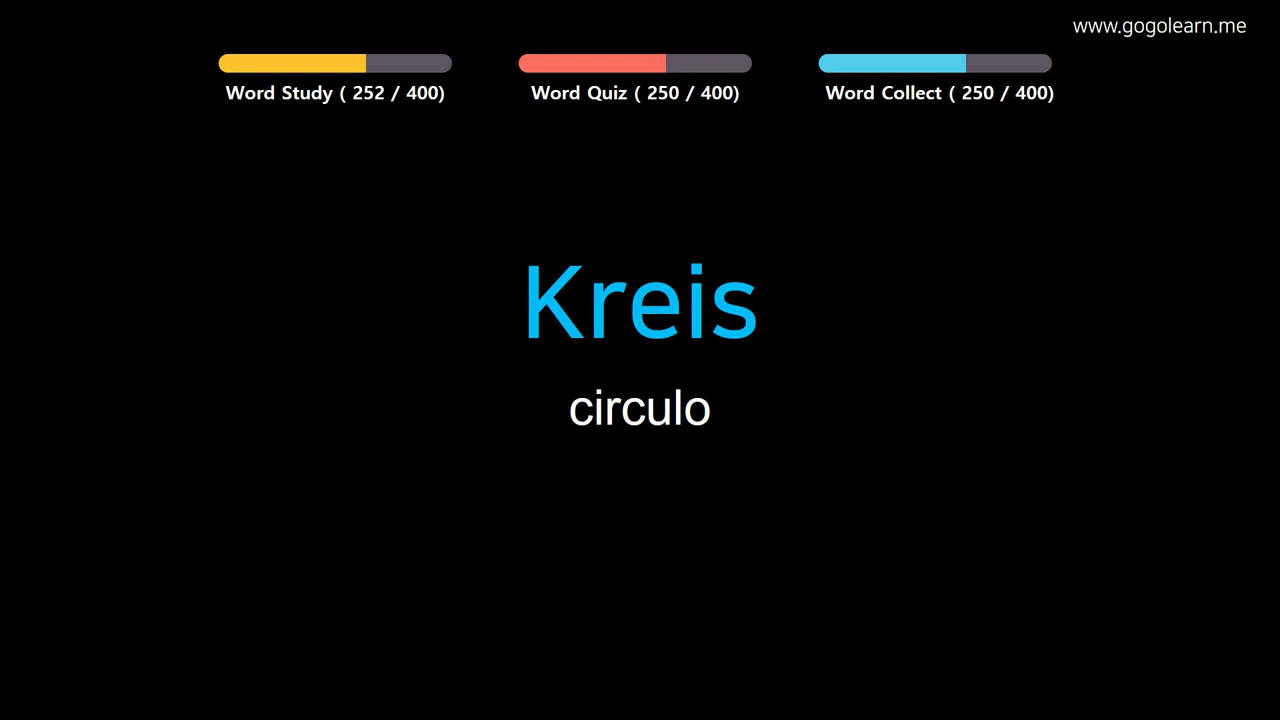 www.gogolearn.me
Word Study ( 252 / 400)
Word Quiz ( 250 / 400)
Word Collect ( 250 / 400)
Kreis
circulo